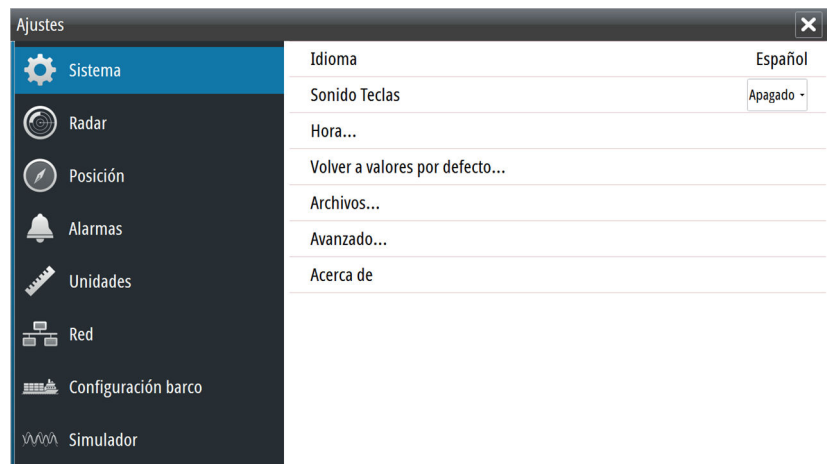 Ajustes
Sistema
Radar
Posición
Alarmas
Unidades
Red
Configuración barco
Simulador
Idioma Español
Sonido Teclas Apagado
Hora...
Volver a valores por defecto...
Archivos...
Avanzado...
Acerca de